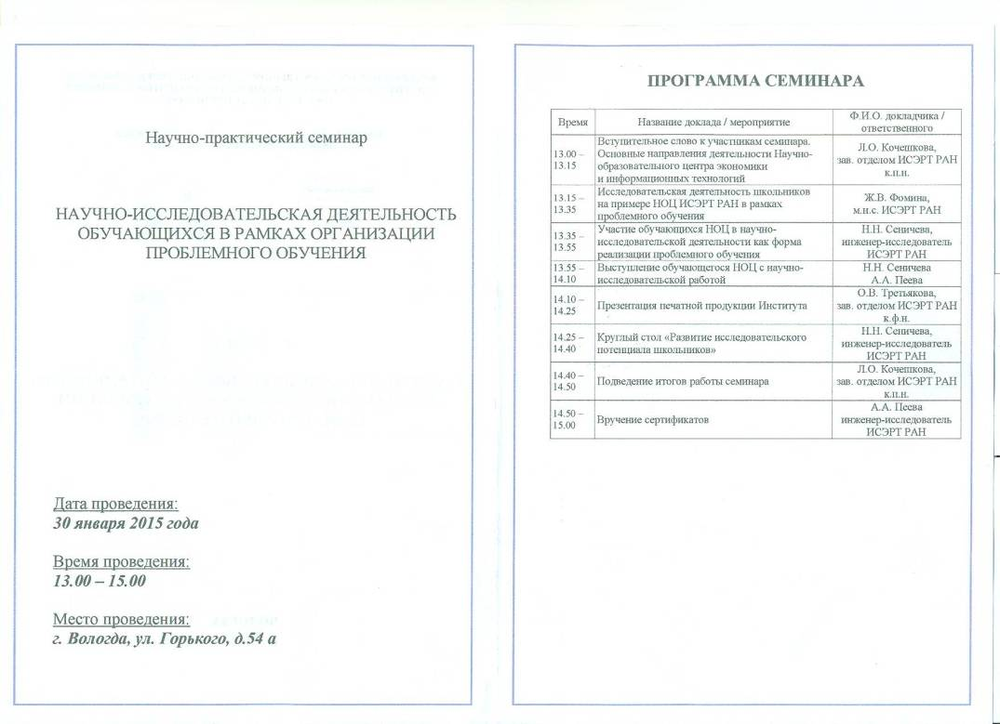 Научно-практический семинар
НАУЧНО-ИССЛЕДОВАТЕЛЬСКАЯ ДЕЯТЕЛЬНОСТЬ
ОБУЧАЮЩИХСЯ В РАМКАХ ОРГАНИЗАЦИИ
ПРОБЛЕМНОГО ОБУЧЕНИЯ
Дата проведения:
30 января 2015 года
Время проведения:
13.00 – 15.00
Место проведения:
г. Вологда, ул. Горького, д.54 а
ПРОГРАММА СЕМИНАРА
Время
Название доклада / мероприятие
Ф.И.О. докладчика /
ответственного
13.00 –
13.15
Вступительное слово к участникам семинара.
Основные направления деятельности Научно-
образовательного центра экономики
и информационных технологий
Л.О. Кочешкова,
зав. отделом ИСЭРТ РАН
к.п.н.
13.15 –
13.35
Исследовательская деятельность школьников
на примере НОЦ ИСЭРТ РАН в рамках
проблемного обучения
Ж.В. Фомина,
м.н.с. ИСЭРТ РАН
13.35 –
13.55
Участие обучающихся НОЦ в научно-
исследовательской деятельности как форма
реализации проблемного обучения
Н.Н. Сеничева,
инженер-исследователь
ИСЭРТ РАН
13.55 –
14.10
Выступление обучающегося НОЦ с научно-
исследовательской работой
Н.Н. Сеничева
А.А. Пеева
14.10 –
14.25
Презентация печатной продукции Института
О.В. Третьякова,
зав. отделом ИСЭРТ РАН
к.ф.н.
14.25 –
14.40
Круглый стол «Развитие исследовательского
потенциала школьников»
Н.Н. Сеничева,
инженер-исследователь
ИСЭРТ РАН
14.40 –
14.50
Подведение итогов работы семинара
Л.О. Кочешкова,
зав. отделом ИСЭРТ РАН
к.п.н.
14.50 –
15.00
Вручение сертификатов
А.А. Пеева
инженер-исследователь
ИСЭРТ РАН